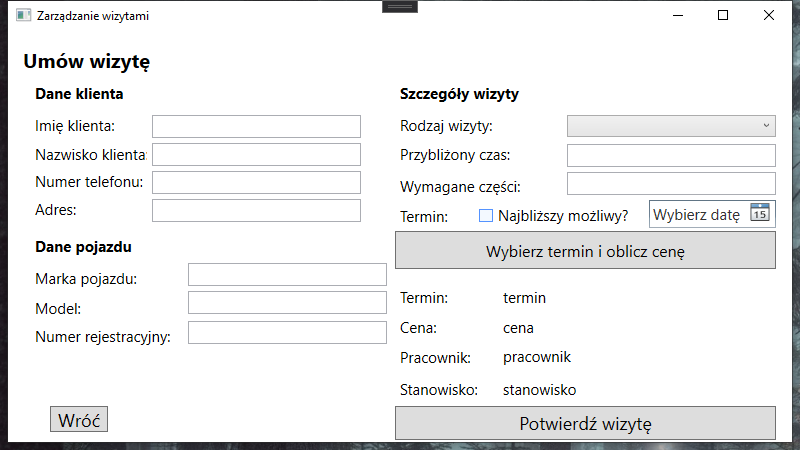 Zarządzanie wizytami
Umów wizytę
Dane klienta
Imię klienta:
Nazwisko klienta:
Numer telefonu:
Adres:
Dane pojazdu
Marka pojazdu:
Model:
Numer rejestracyjny:
Wróć
Szczegóły wizyty
Rodzaj wizyty:
Przybliżony czas:
Wymagane części:
Termin: Najbliższy możliwy? Wybierz datę 15
Wybierz termin i oblicz cenę
Termin: termin
Cena: cena
Pracownik: pracownik
Stanowisko: stanowisko
Potwierdź wizytę